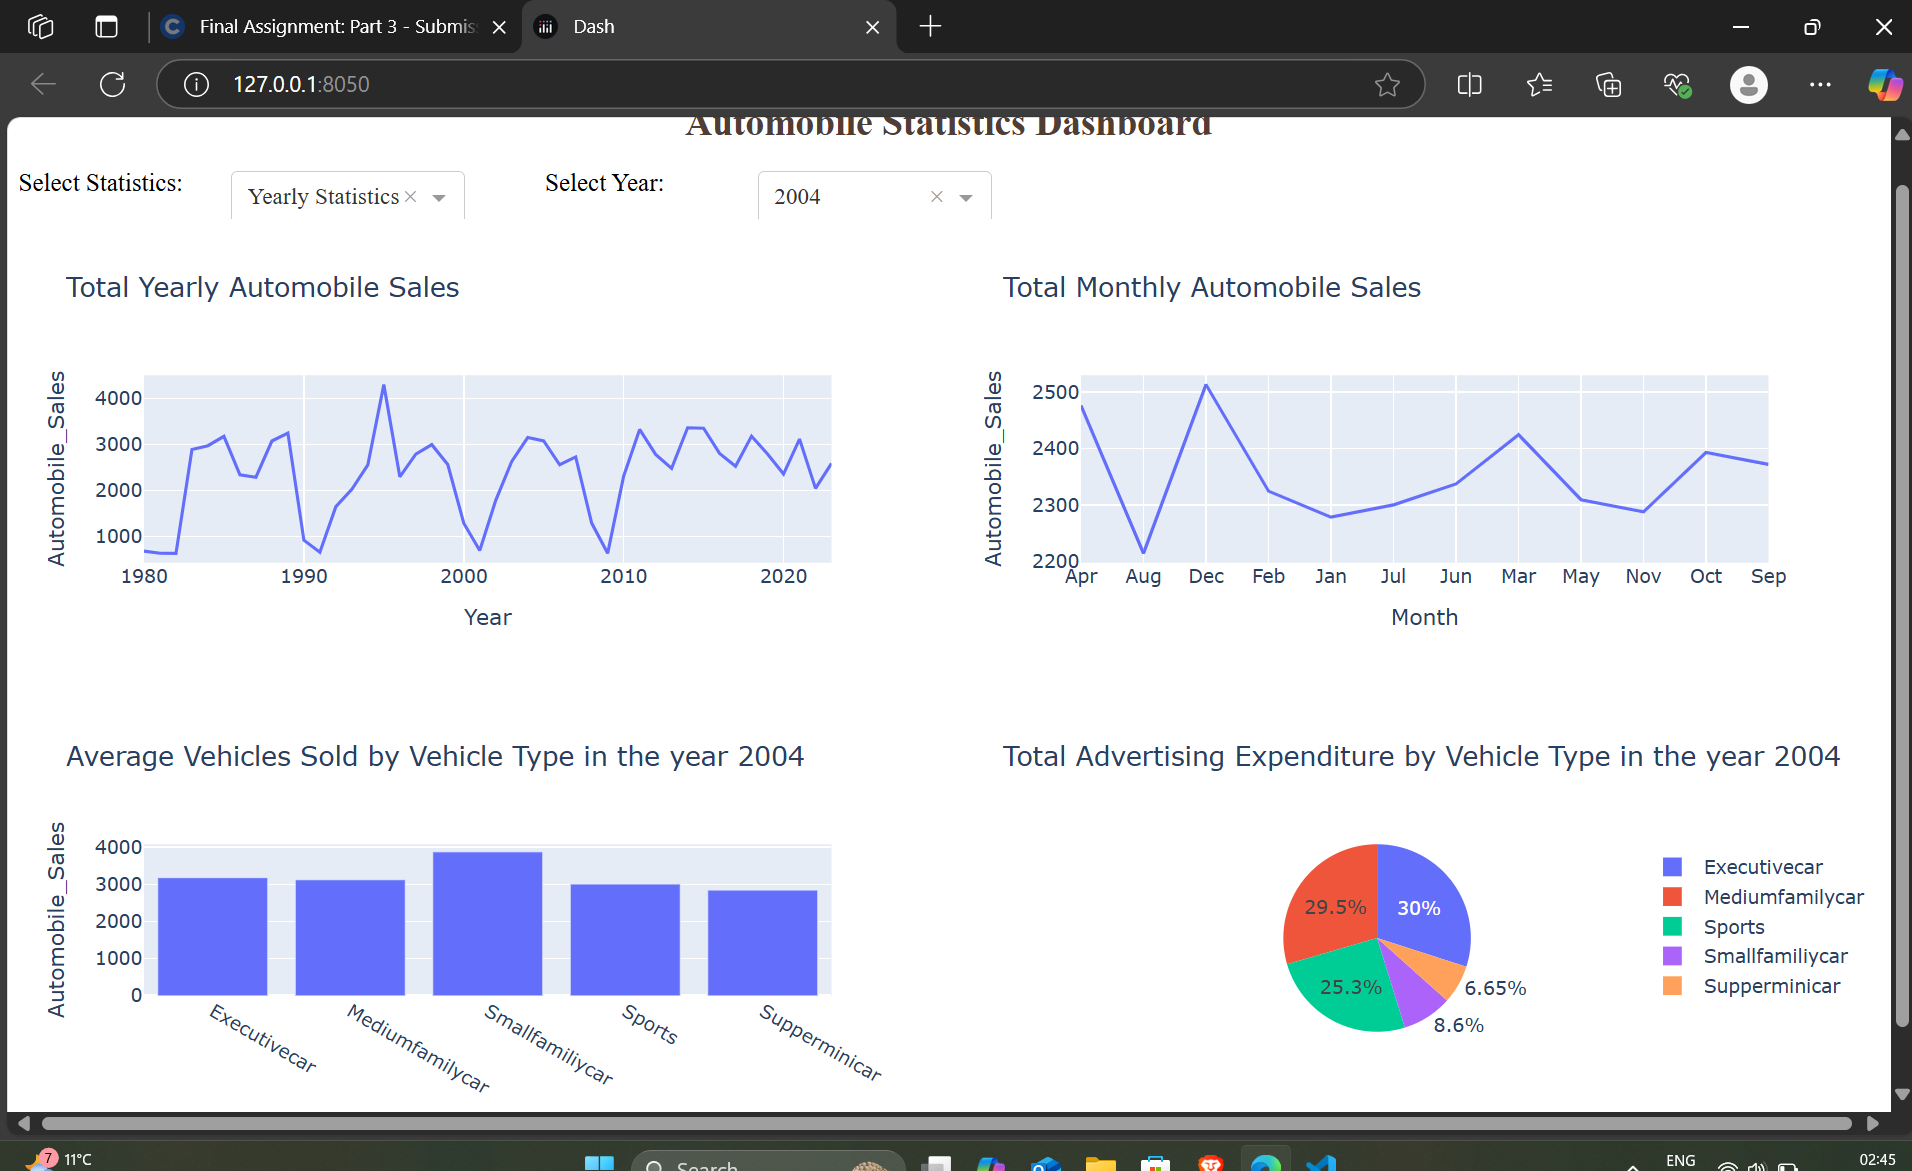 Final Assignment: Part 3 - Submis
Dash
127.0.0.1:8050
Automobile Statistics Dashboard
Select Statistics:
Yearly Statistics
Select Year:
2004
Total Yearly Automobile Sales
Automobile_Sales
4000
3000
2000
1000
1980 1990 2000 2010 2020
Year
Total Monthly Automobile Sales
Automobile_Sales
2500
2400
2300
2200
Apr Aug Dec Feb Jan Jul Jun Mar May Nov Oct Sep
Month
Average Vehicles Sold by Vehicle Type in the year 2004
Automobile_Sales
4000
3000
2000
1000
0
Executivecar Mediumfamilycar Smallfamiliycar Sports Supperminicar
Total Advertising Expenditure by Vehicle Type in the year 2004
29.5%
30%
25.3%
6.65%
8.6%
Executivecar
Mediumfamilycar
Sports
Smallfamiliycar
Supperminicar
7
11°C
Search
ENG
02:45